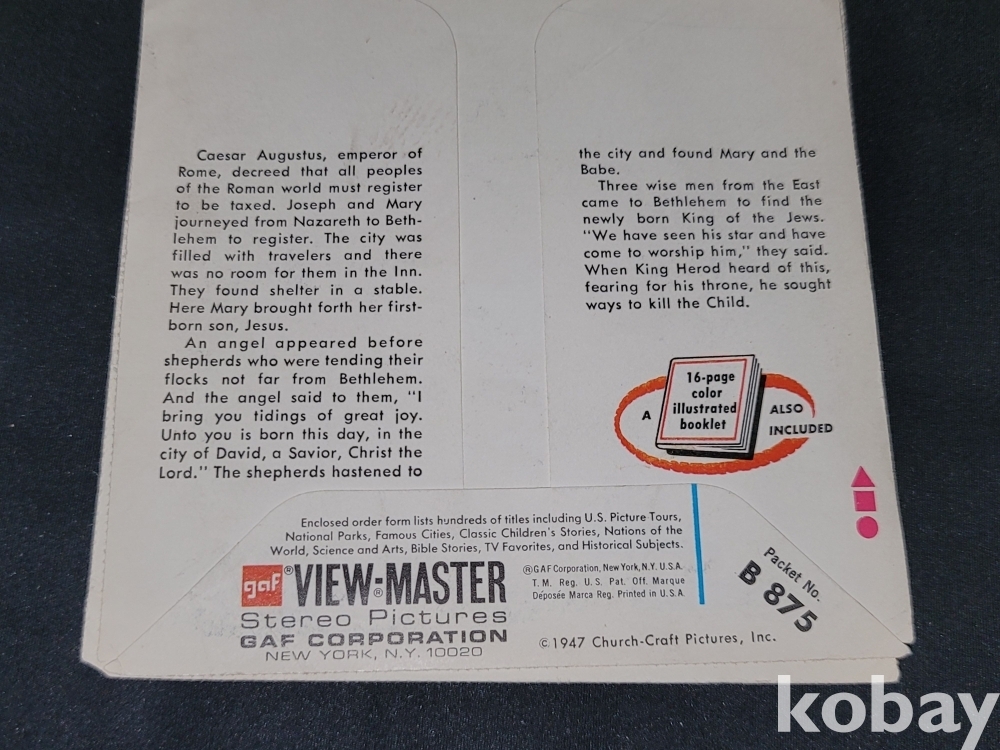 Caesar Augustus, emperor of
Rome, decreed that all peoples
of the Roman world must register
to be taxed. Joseph and Mary
journeyed from Nazareth to Beth-
lehem to register. The city was
filled with travelers and there
was no room for them in the Inn.
They found shelter in a stable.
Here Mary brought forth her first-
born son, Jesus.
An angel appeared before
shepherds who were tending their
flocks not far from Bethlehem.
And the angel said to them, "I
bring you tidings of great joy.
Unto you is born this day, in the
city of David, a Savior, Christ the
Lord." The shepherds hastened to
the city and found Mary and the
Babe.
Three wise men from the East
came to Bethlehem to find the
newly born King of the Jews.
"We have seen his star and have
come to worship him," they said.
When King Herod heard of this,
fearing for his throne, he sought
ways to kill the Child.
A
16-page
color
illustrated
booklet
ALSO
INCLUDED
Enclosed order form lists hundreds of titles including U.S. Picture Tours,
National Parks, Famous Cities, Classic Children's Stories, Nations of the
World, Science and Arts, Bible Stories, TV Favorites, and Historical Subjects.
gaf® VIEW-MASTER®
Stereo Pictures
GAF CORPORATION
NEW YORK, N.Y. 10020
®GAF Corporation, New York, N.Y. U.S.A.
T. M. Reg. U. S. Pat. Off. Marque
Déposée Marca Reg. Printed in U. S. A.
©1947 Church-Craft Pictures, Inc.
Packet No.
B 875
kobay